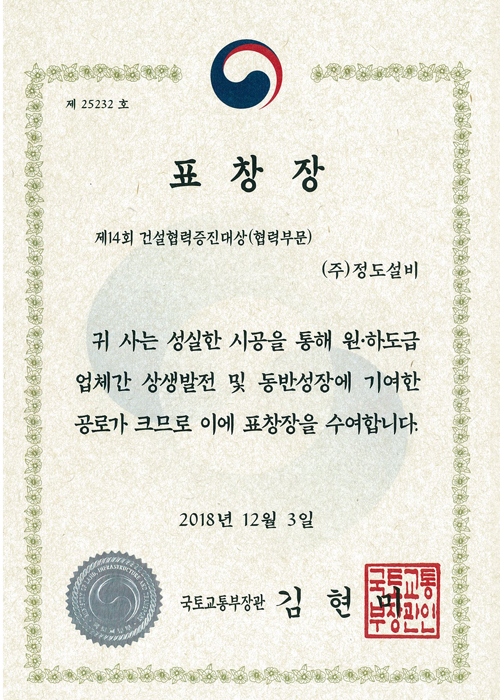 제 25232 호
표 창 장
제14회 건설협력증진대상(협력부문)
(주)정도설비
귀 사는 성실한 시공을 통해 원·하도급
업체간 상생발전 및 동반성장에 기여한
공로가 크므로 이에 표창장을 수여합니다.
2018년 12월 3일
국토교통부장관 김 현 미
국토교통
부장관인